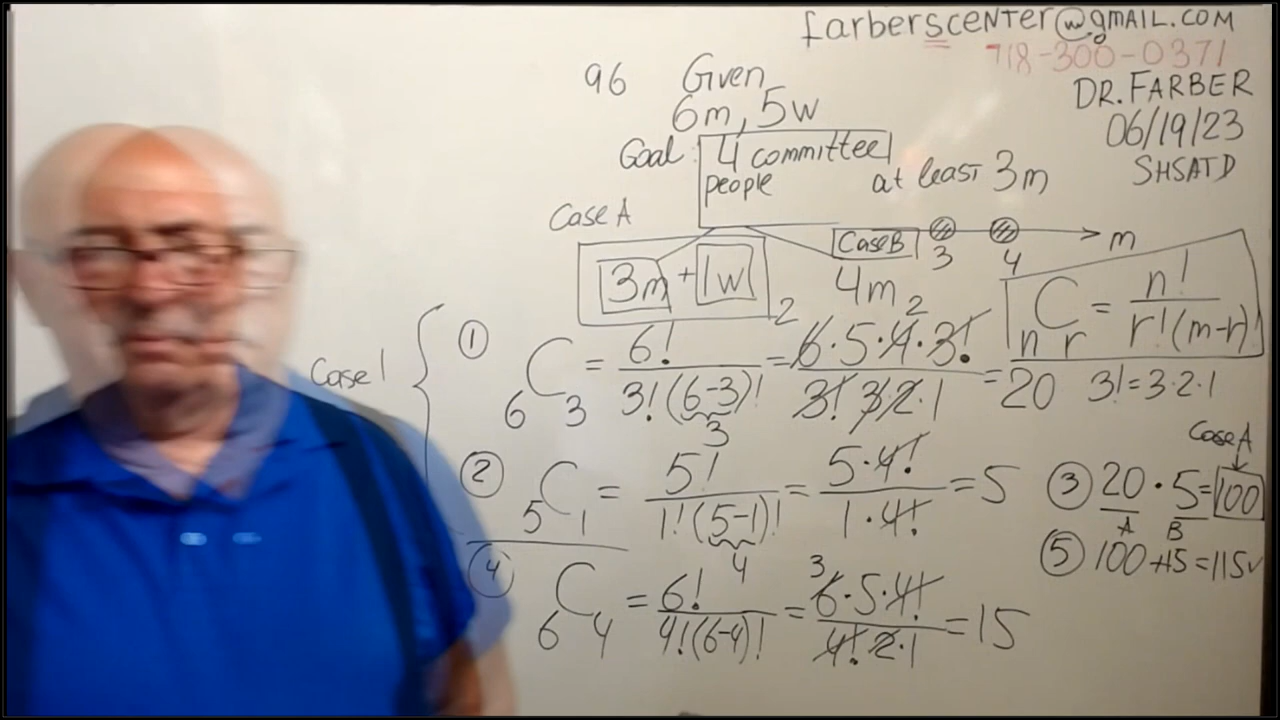 farberscenter@gmail.com
718-300-0371
96 Given
DR. FARBER
6m, 5w
06/19/23
Goal: 4 committee
people
at least 3m
SHSATD
Case A
Case B
3 4
m
3m + 1w
4m
nCr = n!/r!(m-r)!
Case 1
① 6C3 = 6!/3!(6-3)! = 6·5·4·3!/3! 3·2·1 = 20
3
2 2
3! = 3·2·1
② 5C1 = 5!/1!(5-1)! = 5·4!/1·4! = 5
4
Case A
③ 20 · 5 = 100
A B
④ 6C4 = 6!/4!(6-4)! = 6·5·4!/4!·2·1 = 15
3
⑤ 100 + 15 = 115